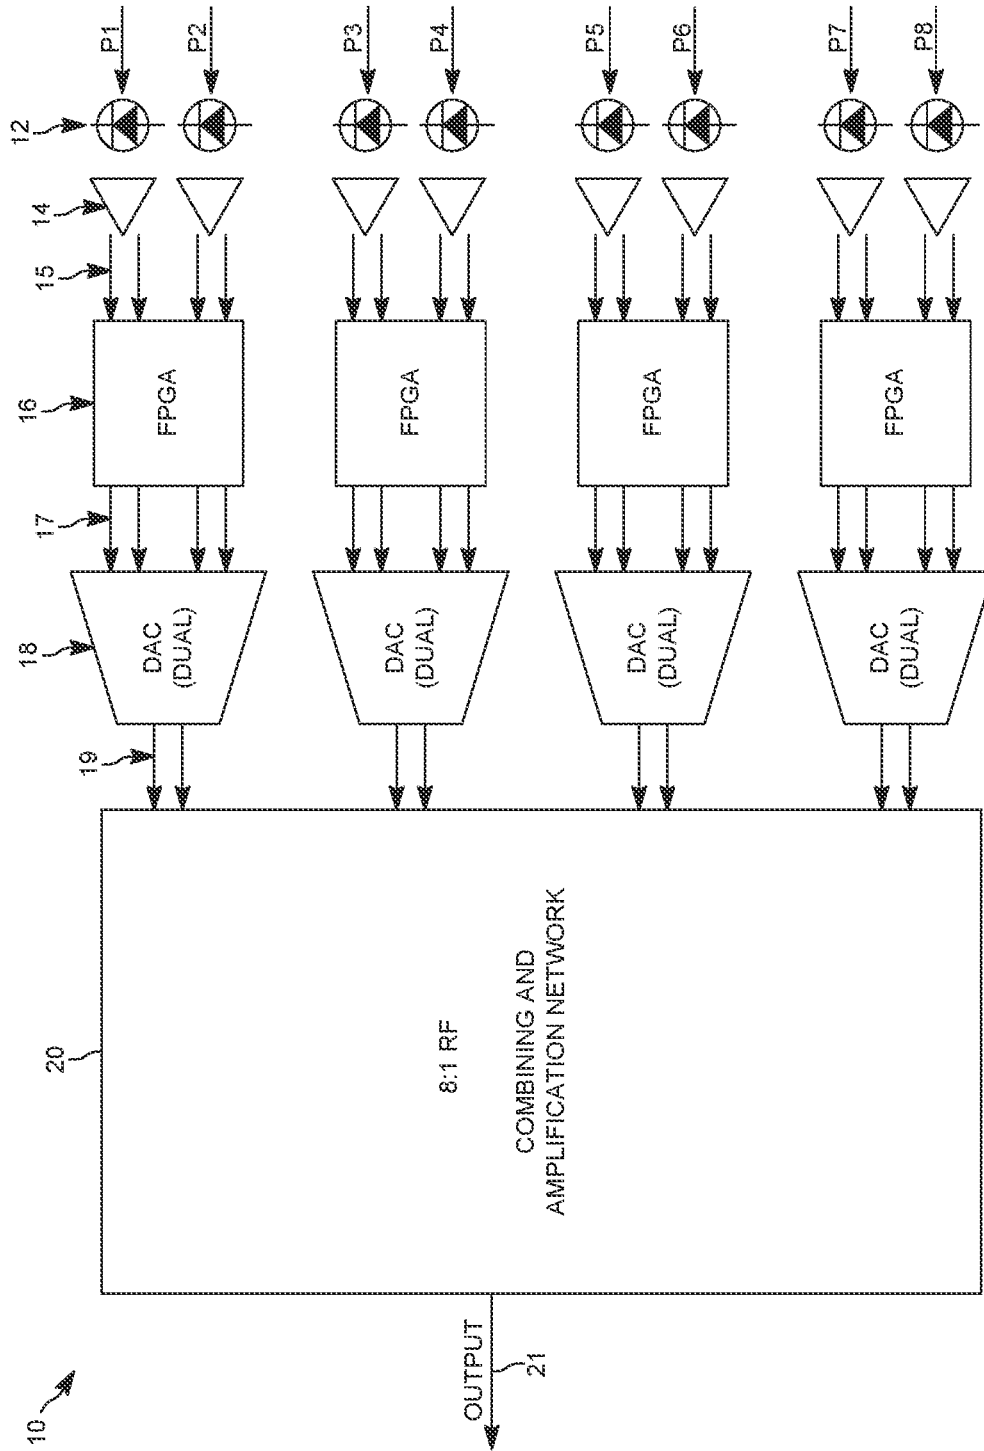 P1
P2
P3
P4
P5
P6
P7
P8
12
14
15
16
FPGA
FPGA
FPGA
FPGA
17
18
DAC
(DUAL)
DAC
(DUAL)
DAC
(DUAL)
DAC
(DUAL)
19
20
8:1 RF
COMBINING AND
AMPLIFICATION NETWORK
OUTPUT
21
10